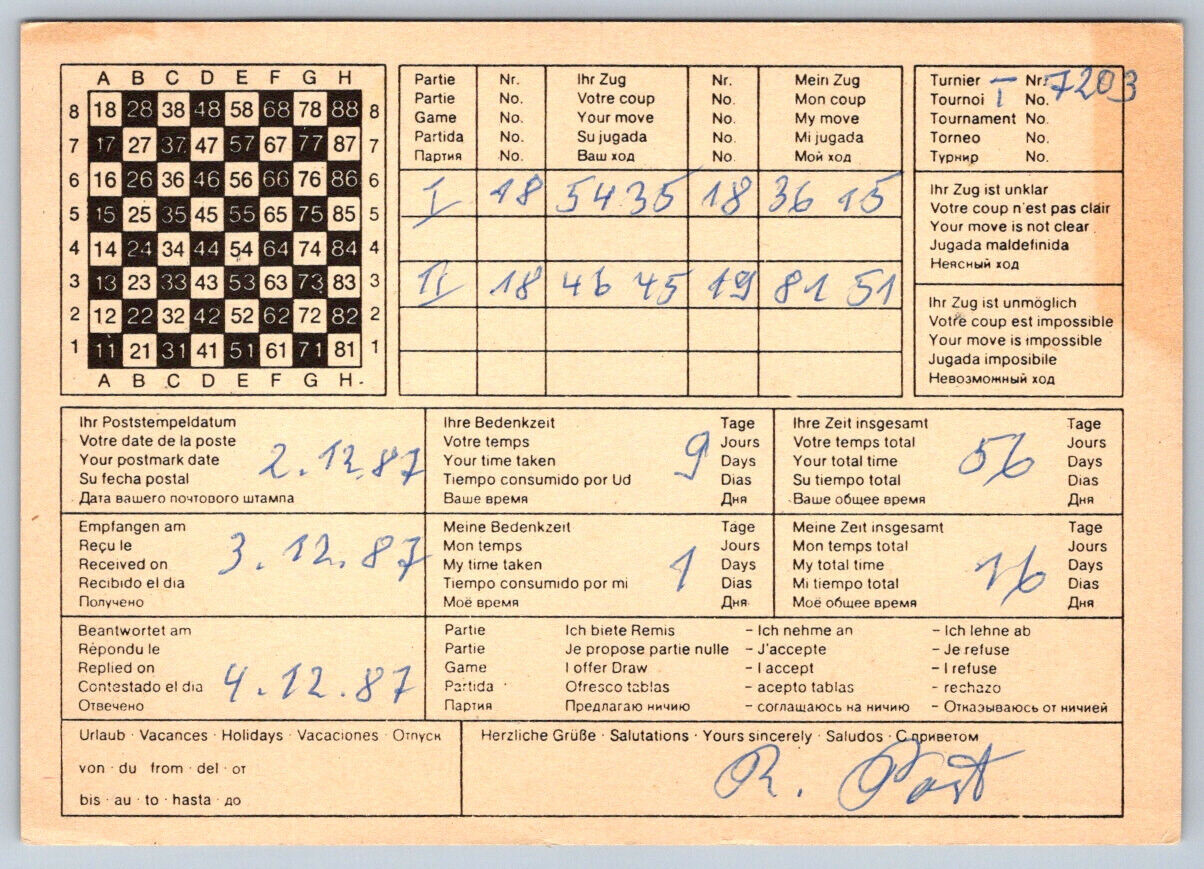 A B C D E F G H
8 18 28 38 48 58 68 78 88 8
7 17 27 37 47 57 67 77 87 7
6 16 26 36 46 56 66 76 86 6
5 15 25 35 45 55 65 75 85 5
4 14 24 34 44 54 64 74 84 4
3 13 23 33 43 53 63 73 83 3
2 12 22 32 42 52 62 72 82 2
1 11 21 31 41 51 61 71 81 1
A B C D E F G H
Partie Nr. Ihr Zug Nr. Mein Zug
Partie No. Votre coup No. Mon coup
Game No. Your move No. My move
Partida No. Su jugada No. Mi jugada
Партия No. Ваш ход No. Мой ход
I 18 54 35 18 36 15
II 18 46 45 19 81 51
Turnier I Nr. 7203
Tournoi No.
Tournament No.
Torneo No.
Турнир No.
Ihr Zug ist unklar
Votre coup n'est pas clair
Your move is not clear
Jugada maldefinida
Неясный ход
Ihr Zug ist unmöglich
Votre coup est impossible
Your move is impossible
Jugada imposibile
Невозможный ход
Ihr Poststempeldatum
Votre date de la poste
Your postmark date 2.12.87
Su fecha postal
Дата вашего почтового штампа
Ihre Bedenkzeit Tage
Votre temps Jours
Your time taken 9 Days
Tiempo consumido por Ud Dias
Ваше время Дня
Ihre Zeit insgesamt Tage
Votre temps total Jours
Your total time 56 Days
Su tiempo total Dias
Ваше общее время Дня
Empfangen am
Reçu le
Received on 3.12.87
Recibido el dia
Получено
Meine Bedenkzeit Tage
Mon temps Jours
My time taken 1 Days
Tiempo consumido por mi Dias
Моё время Дня
Meine Zeit insgesamt Tage
Mon temps total Jours
My total time 16 Days
Mi tiempo total Dias
Моё общее время Дня
Beantwortet am
Répondu le
Replied on
Contestado el dia 4.12.87
Отвечено
Partie Ich biete Remis - Ich nehme an - Ich lehne ab
Partie Je propose partie nulle - J'accepte - Je refuse
Game I offer Draw - I accept - I refuse
Partida Ofresco tablas - acepto tablas - rechazo
Партия Предлагаю ничию - соглащаюсь на ничию - Отказываюсь от ничией
Urlaub · Vacances · Holidays · Vacaciones · Отпуск
von · du from · del · от
bis · au · to · hasta · до
Herzliche Grüße · Salutations · Yours sincerely · Saludos · С приветом
R. Post